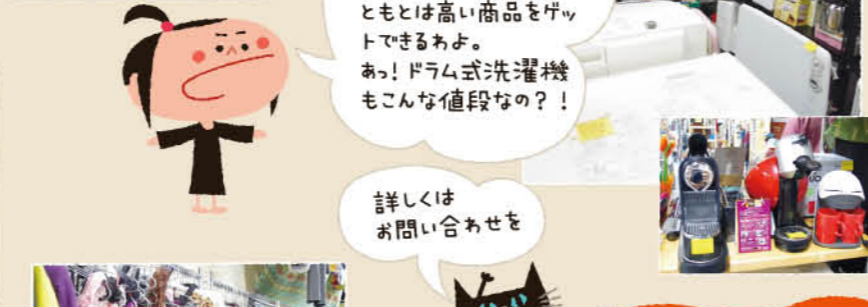 ともとは高い商品をゲッ
トできるわよ。
あっ!ドラム式洗濯機
もこんな値段なの?!
詳しくは
お問い合わせを